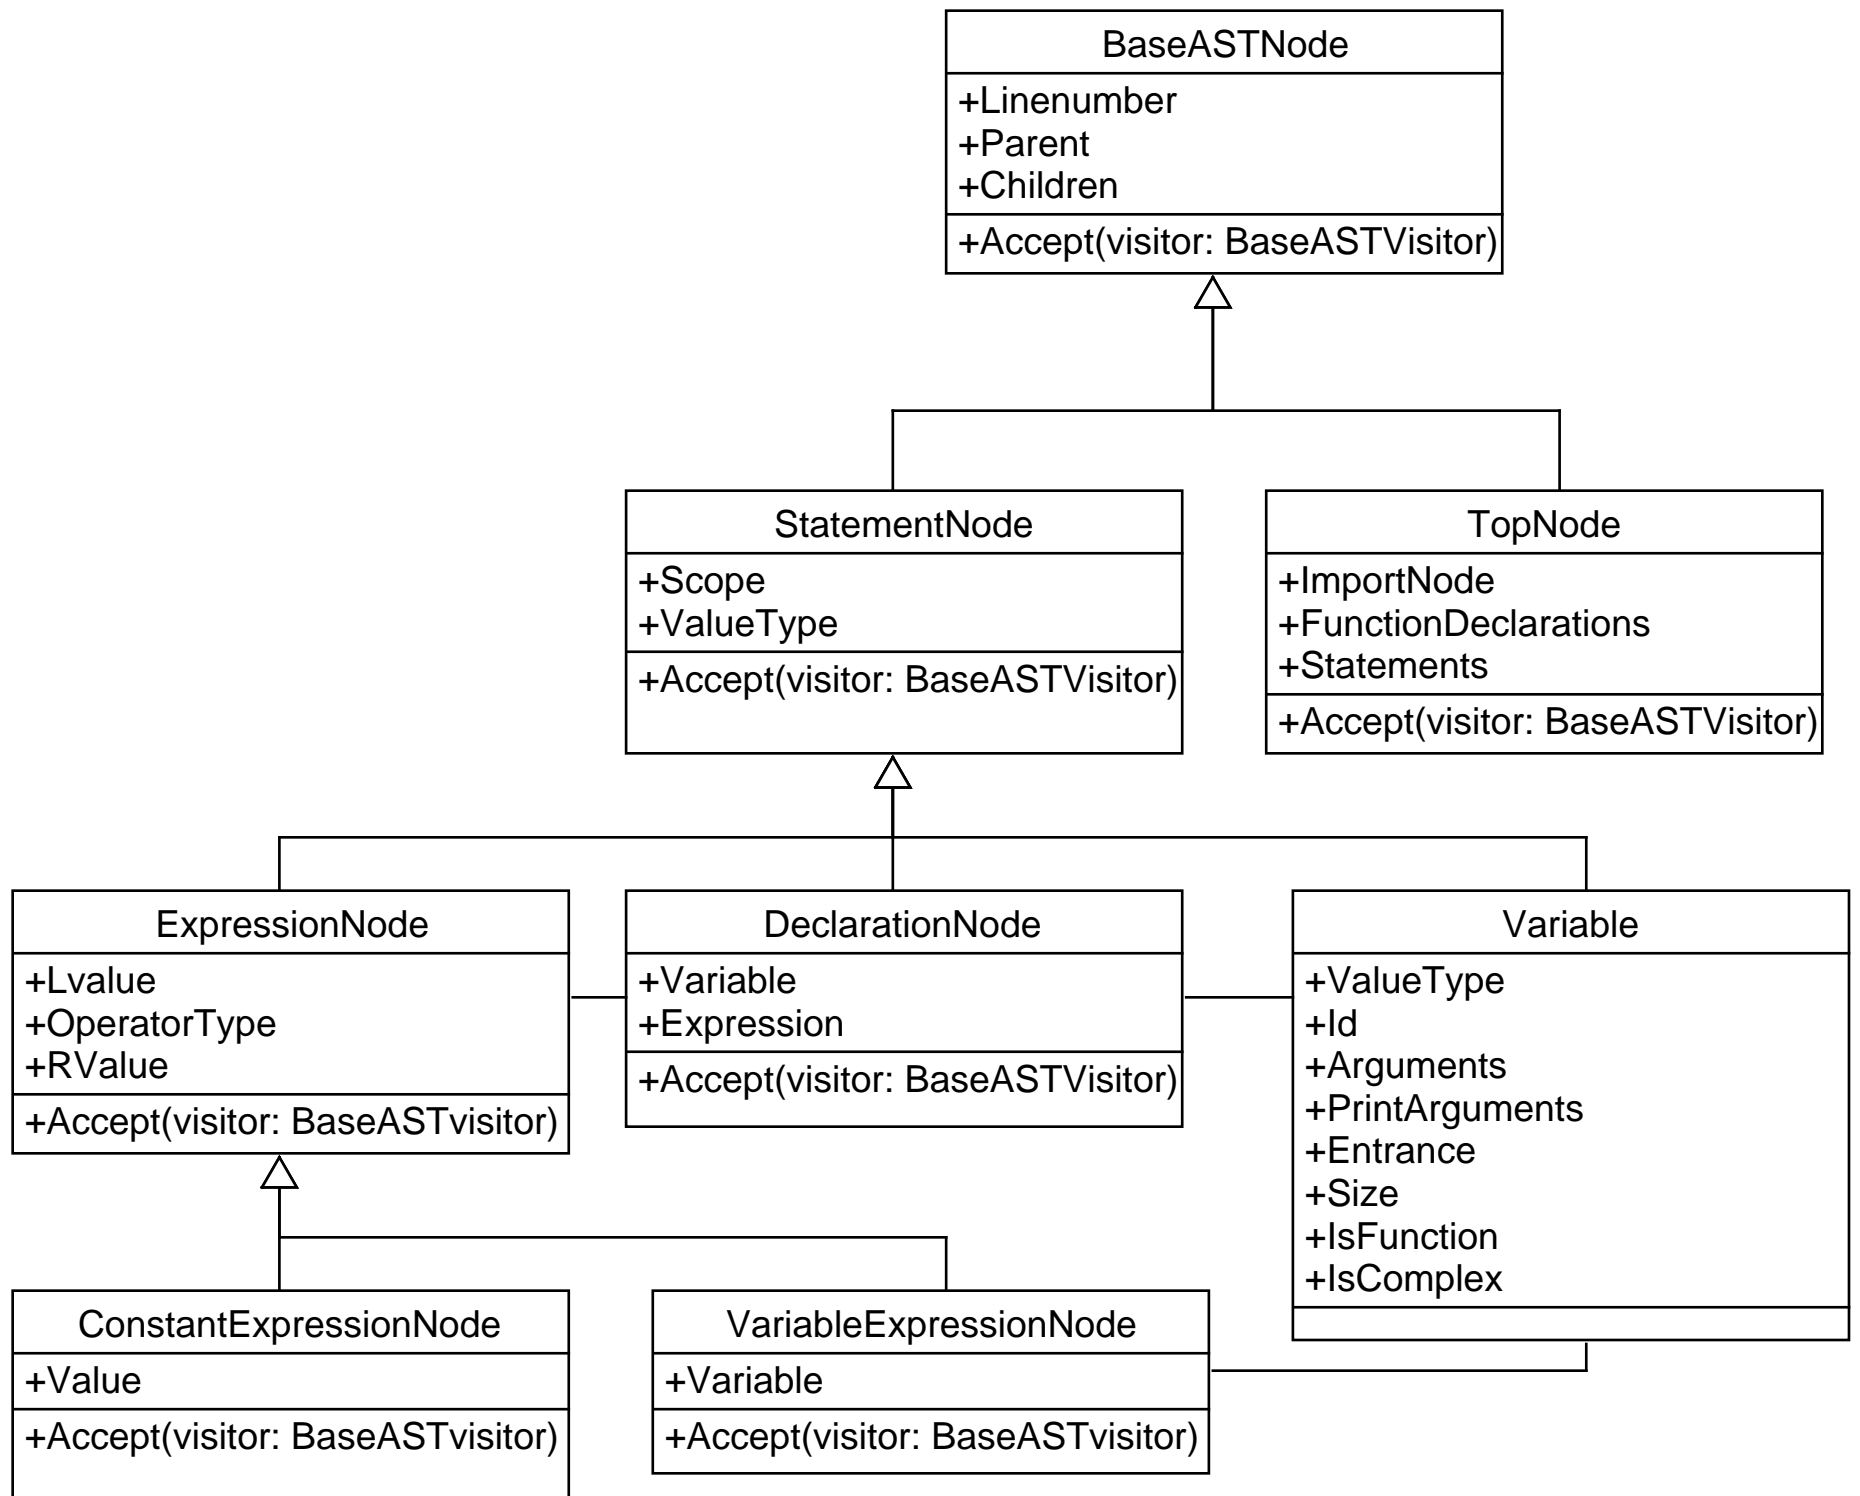 BaseASTNode
+Linenumber
+Parent
+Children
+Accept(visitor: BaseASTVisitor)
StatementNode
+Scope
+ValueType
+Accept(visitor: BaseASTVisitor)
TopNode
+ImportNode
+FunctionDeclarations
+Statements
+Accept(visitor: BaseASTVisitor)
ExpressionNode
+Lvalue
+OperatorType
+RValue
+Accept(visitor: BaseASTvisitor)
DeclarationNode
+Variable
+Expression
+Accept(visitor: BaseASTVisitor)
Variable
+ValueType
+Id
+Arguments
+PrintArguments
+Entrance
+Size
+IsFunction
+IsComplex
ConstantExpressionNode
+Value
+Accept(visitor: BaseASTvisitor)
VariableExpressionNode
+Variable
+Accept(visitor: BaseASTvisitor)